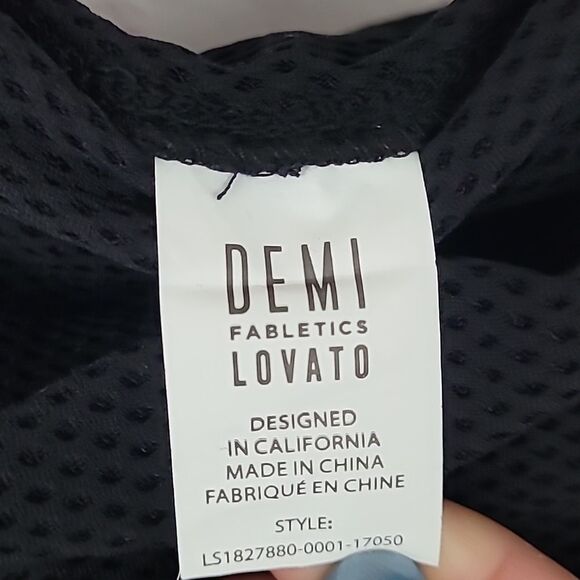 DEMI
FABLETICS
LOVATO
DESIGNED
IN CALIFORNIA
MADE IN CHINA
FABRIQUÉ EN CHINE
STYLE:
LS1827880-0001-17050